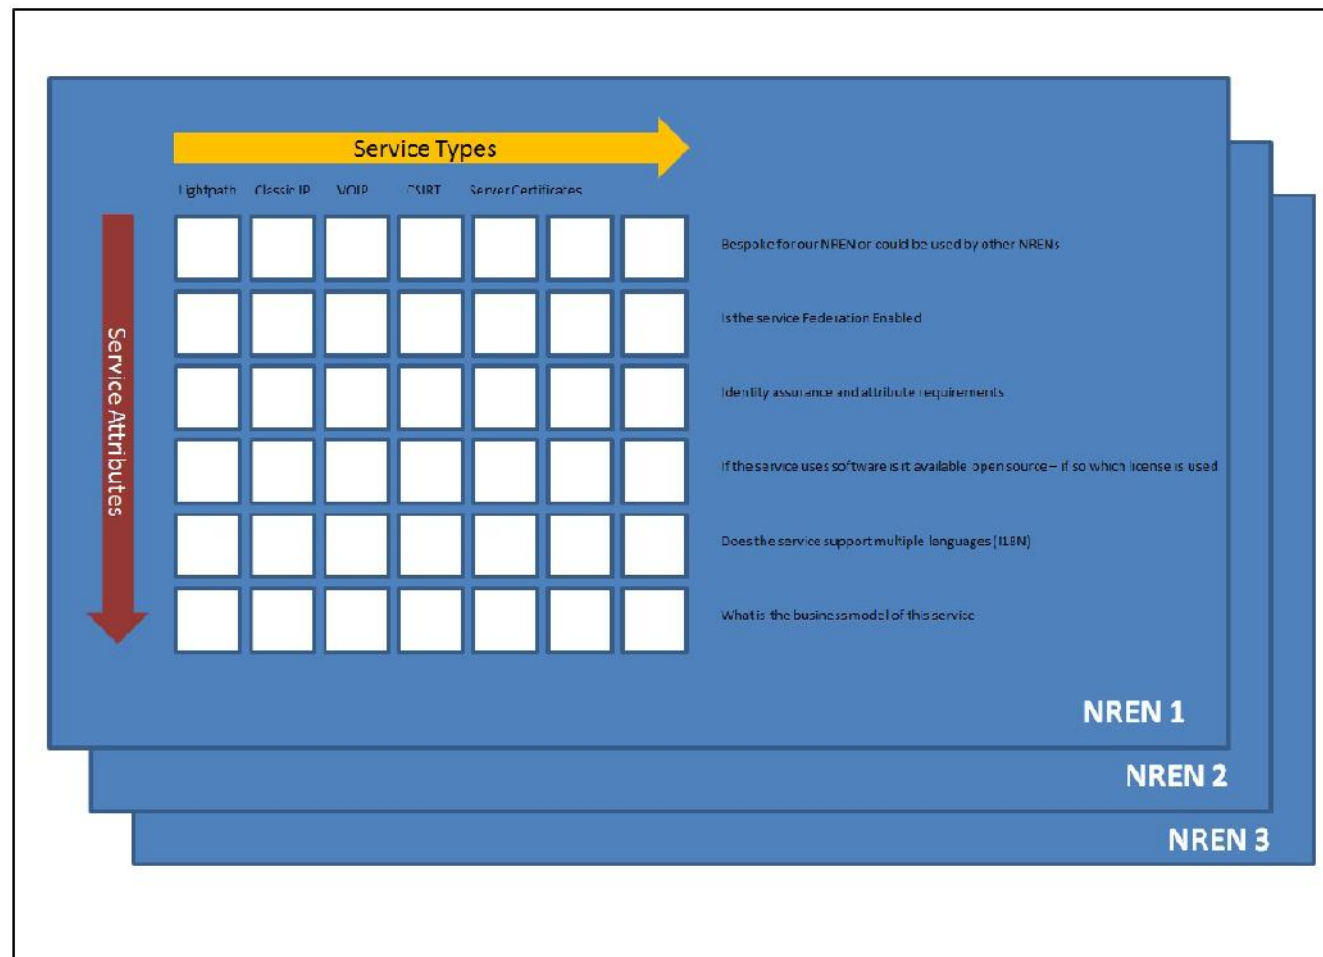 Service Types
Lightpath Classic IP VOIP CSIRT Server Certificates
Service Attributes
Bespoke for our NREN or could be used by other NRENs
Is the service Federation Enabled
Identity assurance and attribute requirements
If the service uses software is it available open source – if so which license is used
Does the service support multiple languages (I18N)
What is the business model of this service
NREN 1
NREN 2
NREN 3